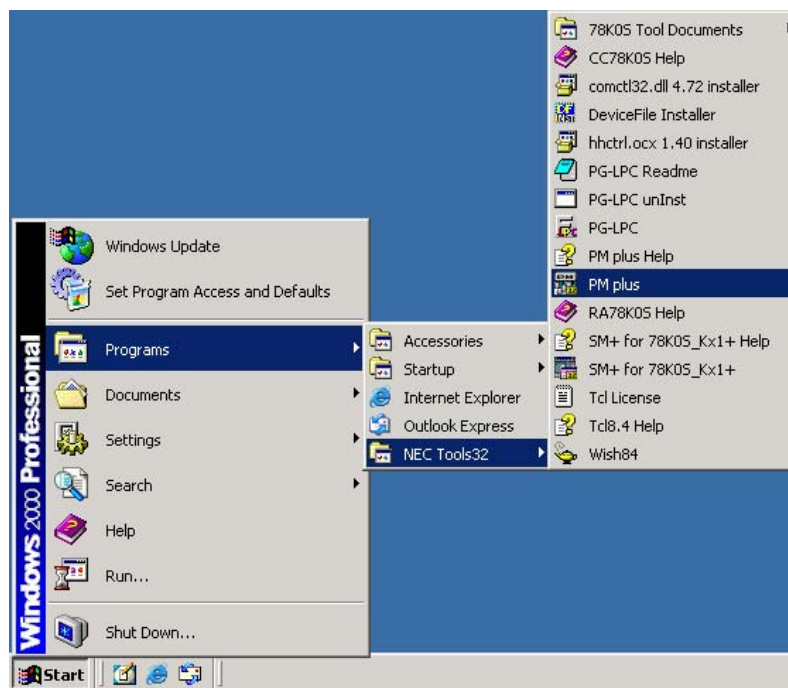 Windows 2000 Professional
Windows Update
Set Program Access and Defaults
Programs
Documents
Settings
Search
Help
Run...
Shut Down...
Start
Accessories
Startup
Internet Explorer
Outlook Express
NEC Tools32
78K0S Tool Documents
CC78K0S Help
comctl32.dll 4.72 installer
DeviceFile Installer
hhctrl.ocx 1.40 installer
PG-LPC Readme
PG-LPC unInst
PG-LPC
PM plus Help
PM plus
RA78K0S Help
SM+ for 78K0S_Kx1+ Help
SM+ for 78K0S_Kx1+
Tcl License
Tcl8.4 Help
Wish84